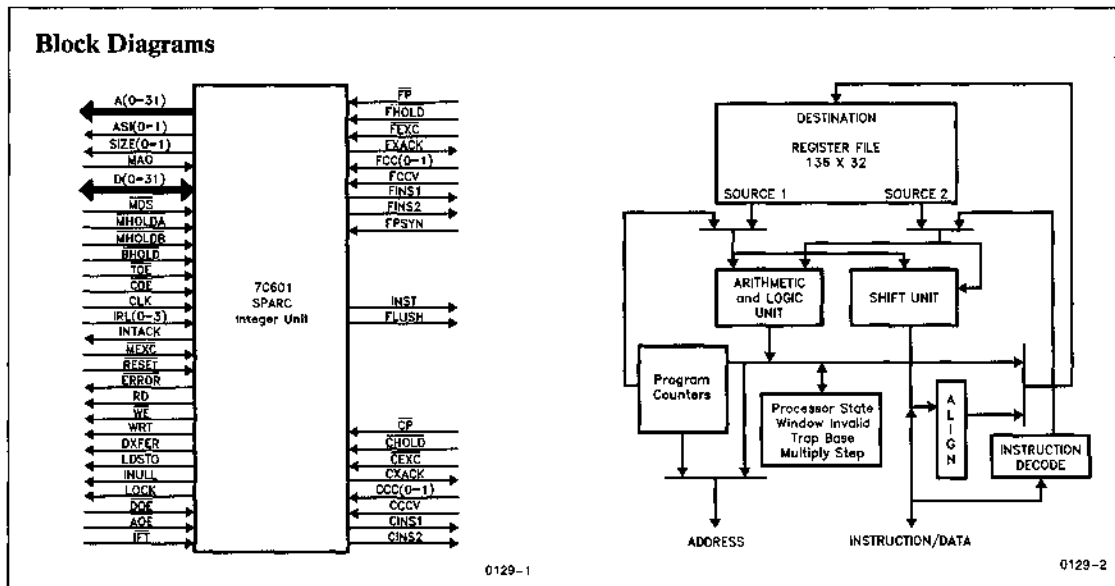 Block Diagrams
A(0-31)
ASI(0-1)
SIZE(0-1)
MAO
D(0-31)
MDS
MHOLDA
MHOLDB
BHOLD
TOE
COE
CLK
IRL(0-3)
INTACK
MEXC
RESET
ERROR
RD
WE
WRT
DXFER
LDSTO
INULL
LOCK
DOE
AOE
IFT
7C601
SPARC
Integer Unit
FP
FHOLD
FEXC
FXACK
FCC(0-1)
FCCV
FINS1
FINS2
FPSYN
INST
FLUSH
CP
CHOLD
CEXC
CXACK
CCC(0-1)
CCCV
CINS1
CINS2
0129-1
DESTINATION
REGISTER FILE
136 X 32
SOURCE 1
SOURCE 2
ARITHMETIC
and LOGIC
UNIT
SHIFT UNIT
Program
Counters
Processor State
Window Invalid
Trap Base
Multiply Step
ALIGN
INSTRUCTION
DECODE
ADDRESS
INSTRUCTION/DATA
0129-2